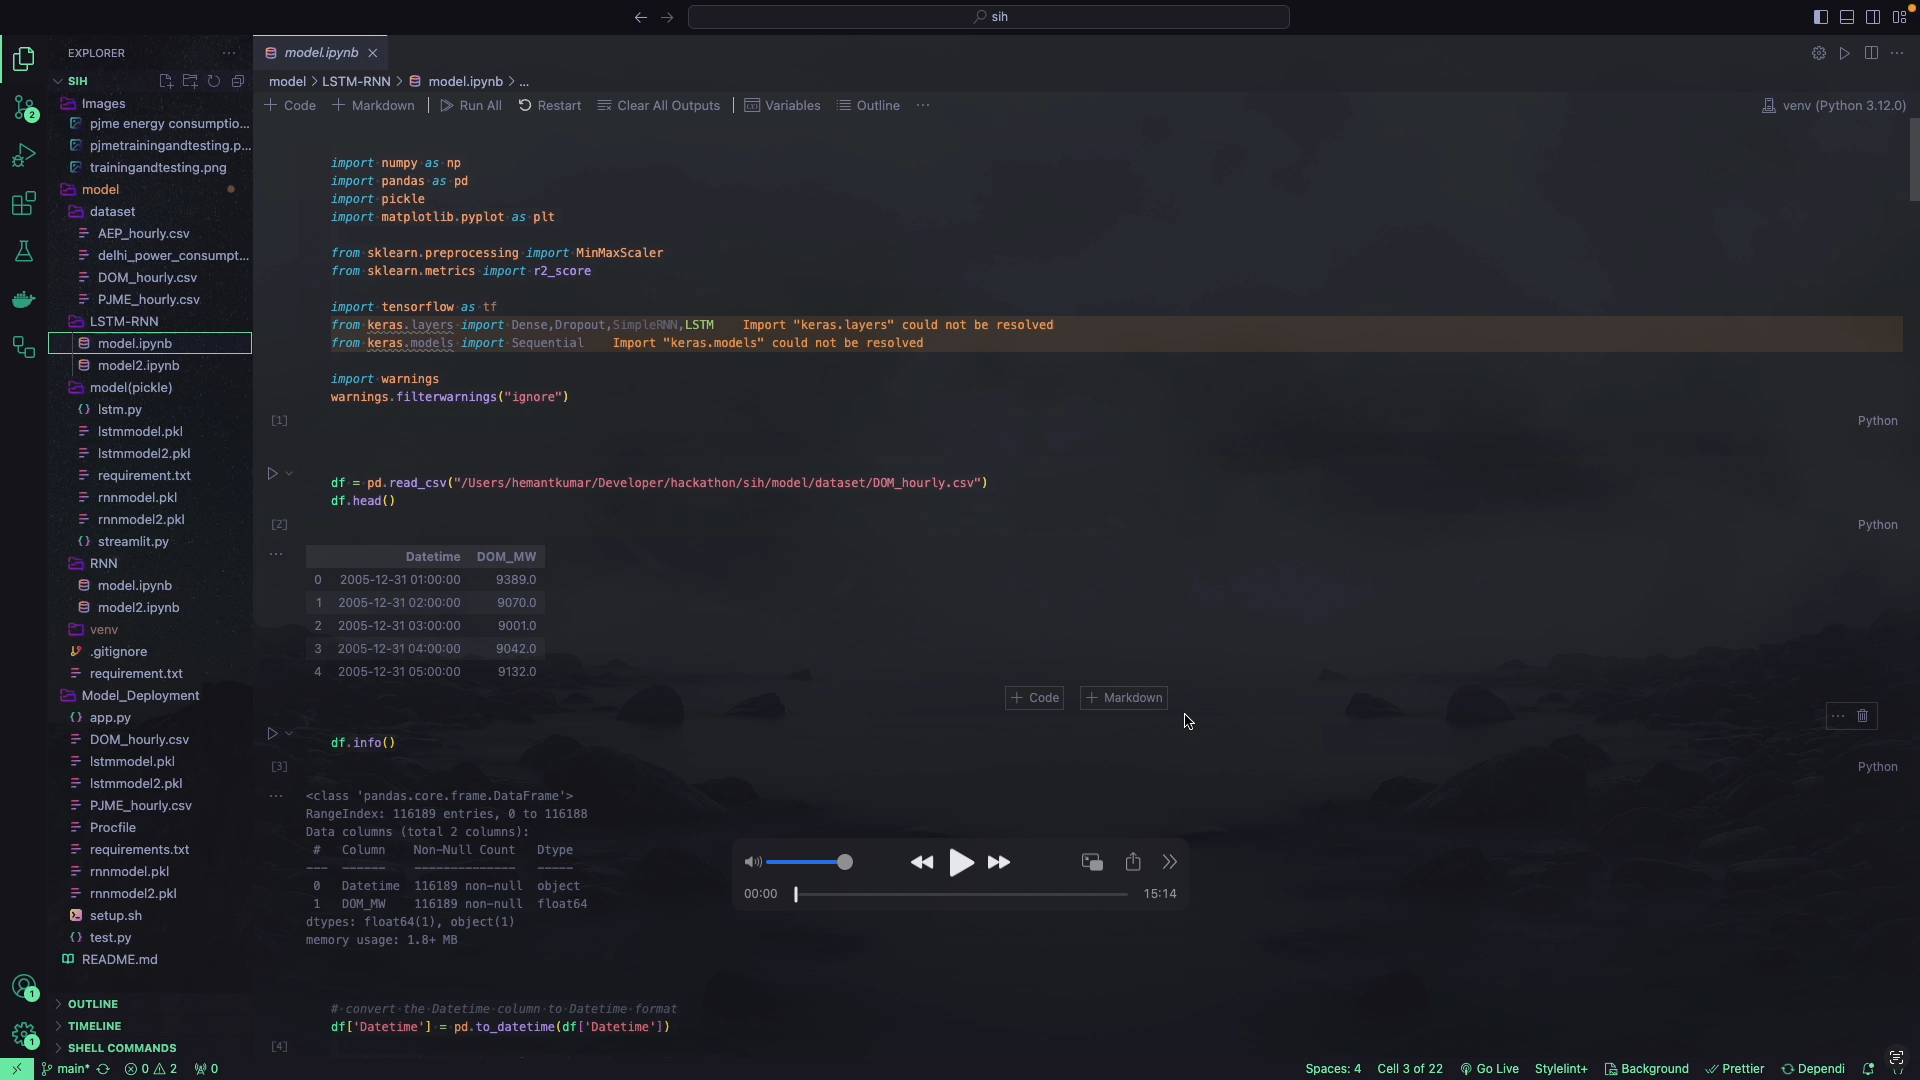 sih
EXPLORER
SIH
Images
pjme energy consumptio...
pjmetrainingandtesting.p...
trainingandtesting.png
model
dataset
AEP_hourly.csv
delhi_power_consumpt...
DOM_hourly.csv
PJME_hourly.csv
LSTM-RNN
model.ipynb
model2.ipynb
model(pickle)
lstm.py
lstmmodel.pkl
lstmmodel2.pkl
requirement.txt
rnnmodel.pkl
rnnmodel2.pkl
streamlit.py
RNN
model.ipynb
model2.ipynb
venv
.gitignore
requirement.txt
Model_Deployment
app.py
DOM_hourly.csv
lstmmodel.pkl
lstmmodel2.pkl
PJME_hourly.csv
Procfile
requirements.txt
rnnmodel.pkl
rnnmodel2.pkl
setup.sh
test.py
README.md
OUTLINE
TIMELINE
SHELL COMMANDS
2
1
1
model.ipynb
model > LSTM-RNN > model.ipynb > ...
+ Code + Markdown Run All Restart Clear All Outputs Variables Outline ...
venv (Python 3.12.0)
import numpy as np
import pandas as pd
import pickle
import matplotlib.pyplot as plt
from sklearn.preprocessing import MinMaxScaler
from sklearn.metrics import r2_score
import tensorflow as tf
from keras.layers import Dense,Dropout,SimpleRNN,LSTM Import "keras.layers" could not be resolved
from keras.models import Sequential Import "keras.models" could not be resolved
import warnings
warnings.filterwarnings("ignore")
[1] Python
df = pd.read_csv("/Users/hemantkumar/Developer/hackathon/sih/model/dataset/DOM_hourly.csv")
df.head()
[2] Python
Datetime DOM_MW
0 2005-12-31 01:00:00 9389.0
1 2005-12-31 02:00:00 9070.0
2 2005-12-31 03:00:00 9001.0
3 2005-12-31 04:00:00 9042.0
4 2005-12-31 05:00:00 9132.0
+ Code + Markdown
df.info()
[3] Python
<class 'pandas.core.frame.DataFrame'>
RangeIndex: 116189 entries, 0 to 116188
Data columns (total 2 columns):
# Column Non-Null Count Dtype
--- ------ -------------- -----
0 Datetime 116189 non-null object
1 DOM_MW 116189 non-null float64
dtypes: float64(1), object(1)
memory usage: 1.8+ MB
00:00 15:14
# convert the Datetime column to Datetime format
df['Datetime'] = pd.to_datetime(df['Datetime'])
[4]
main* 0 2 0
Spaces: 4 Cell 3 of 22 Go Live Stylelint+ Background Prettier Dependi